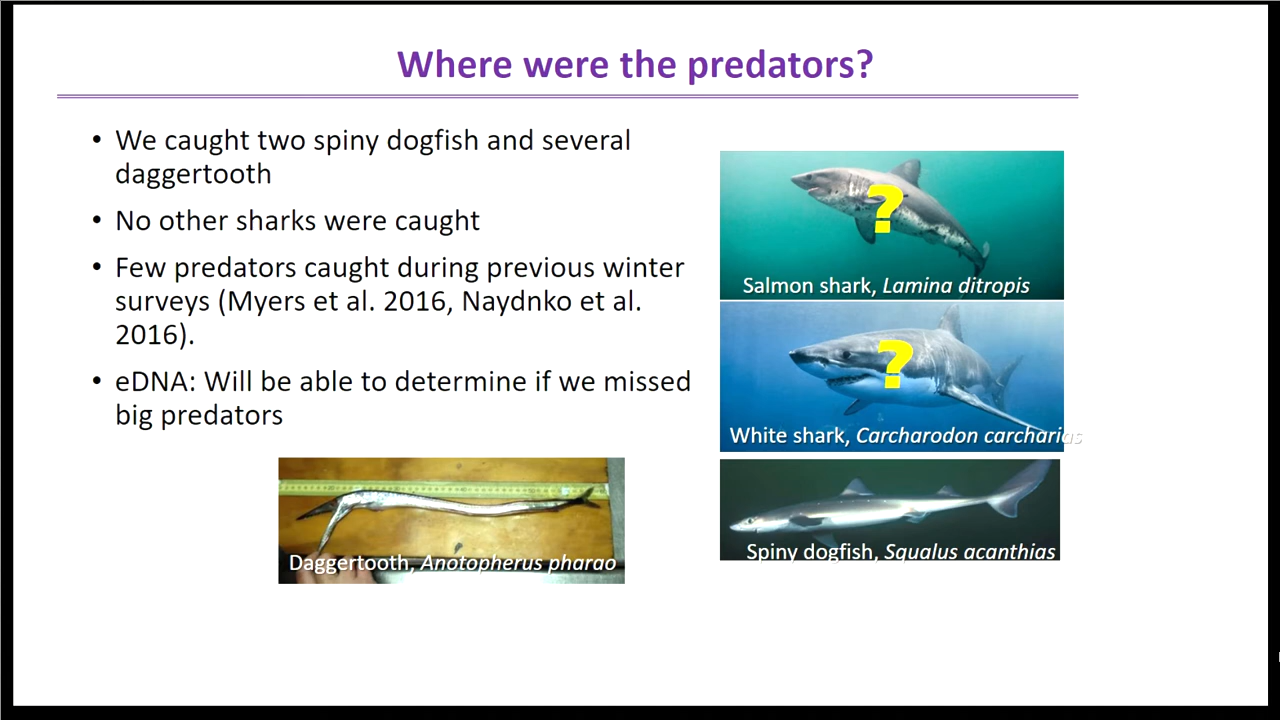 Where were the predators?
• We caught two spiny dogfish and several
daggertooth
• No other sharks were caught
• Few predators caught during previous winter
surveys (Myers et al. 2016, Naydnko et al.
2016).
• eDNA: Will be able to determine if we missed
big predators
?
Salmon shark, Lamina ditropis
?
White shark, Carcharodon carcharias
Spiny dogfish, Squalus acanthias
Daggertooth, Anotopherus pharao